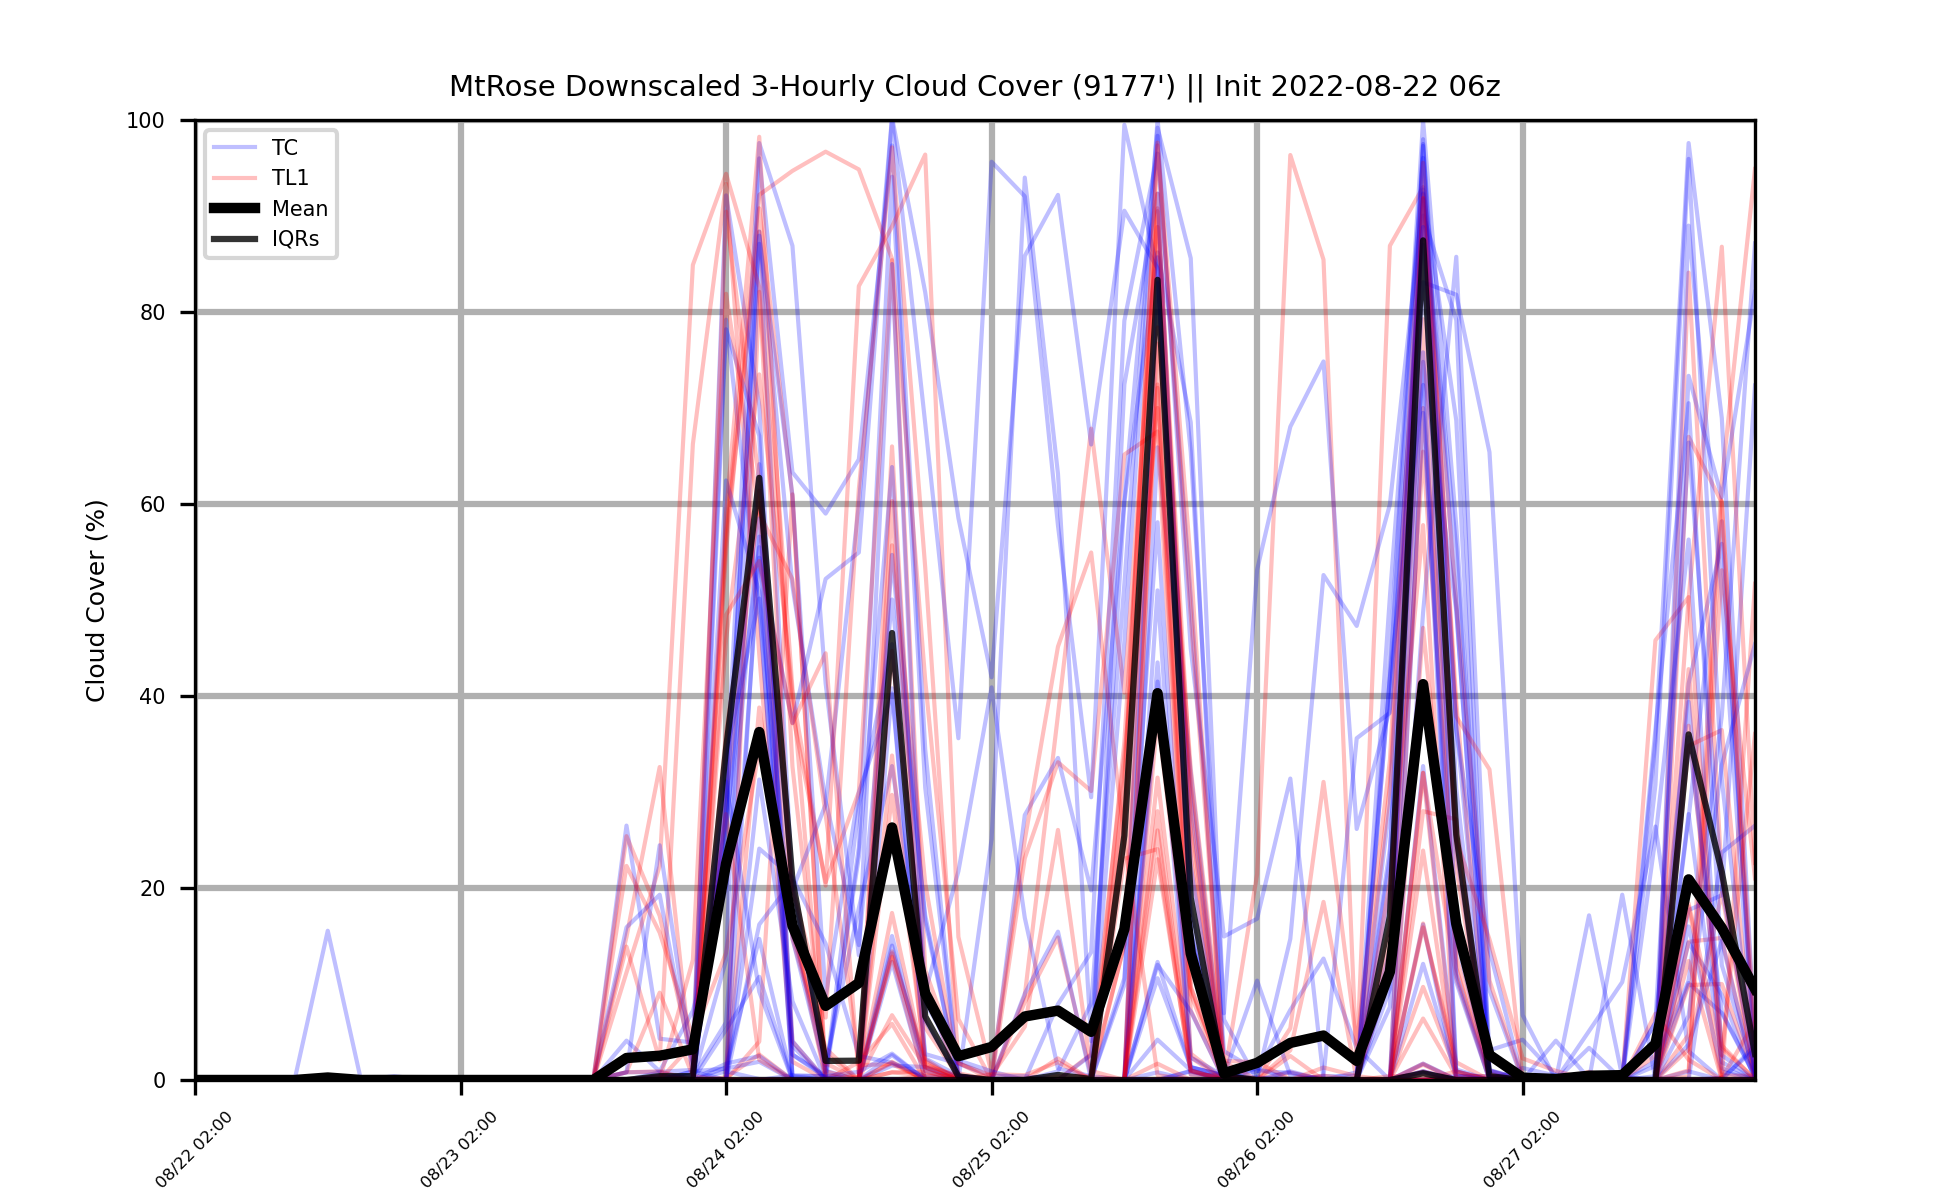 MtRose Downscaled 3-Hourly Cloud Cover (9177') || Init 2022-08-22 06z
TC
TL1
Mean
IQRs
Cloud Cover (%)
100
80
60
40
20
0
08/22 02:00
08/23 02:00
08/24 02:00
08/25 02:00
08/26 02:00
08/27 02:00